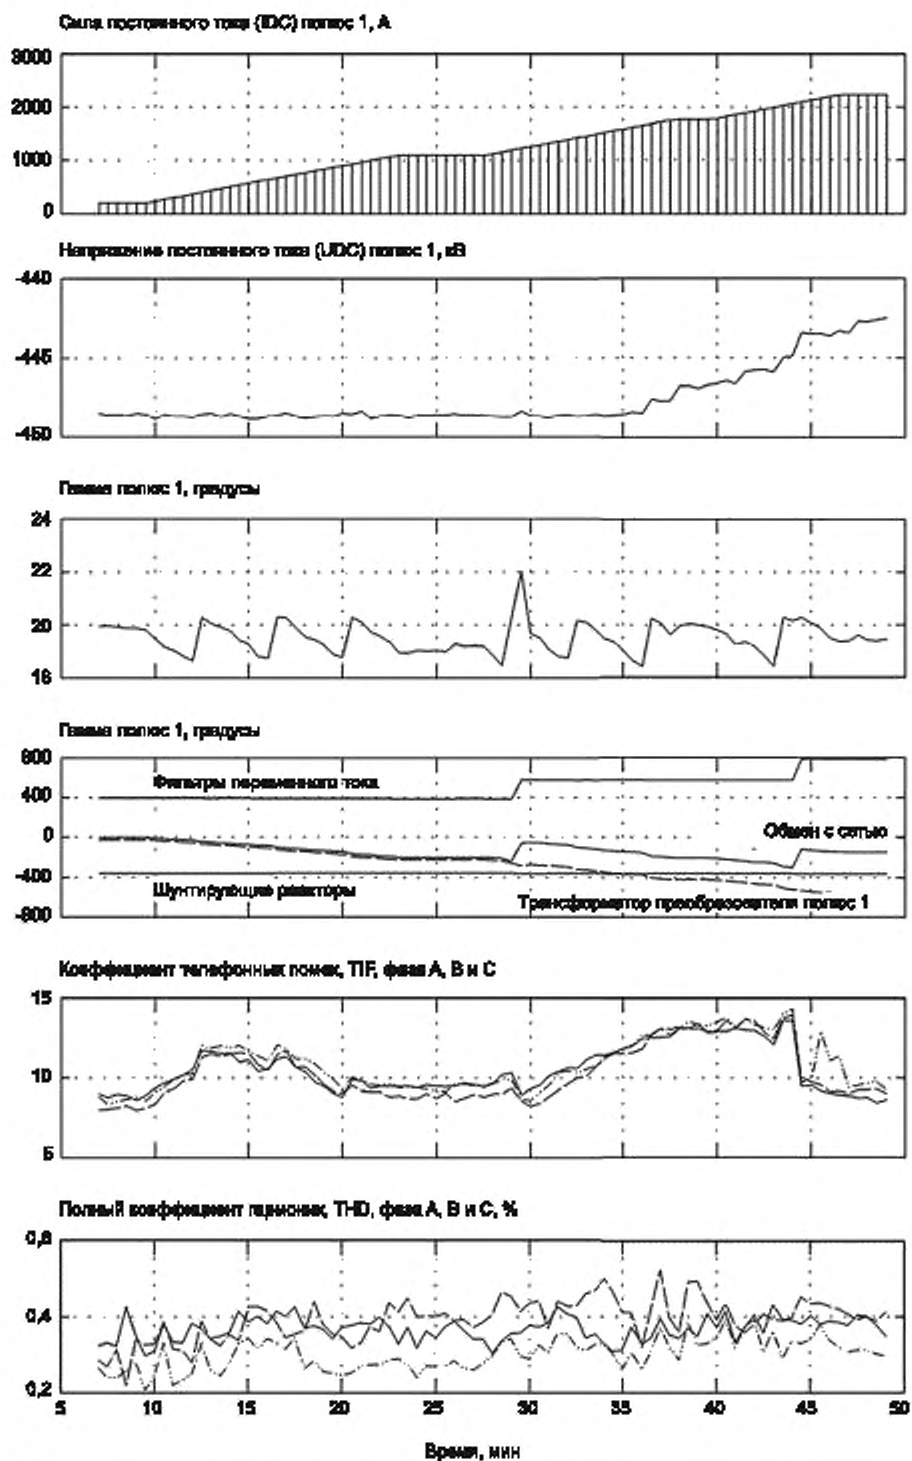 Сила постоянного тока (IDC) полюс 1, А
3000
2000
1000
0
Напряжение постоянного тока (UDC) полюс 1, кВ
-440
-445
-450
Гамма полюс 1, градусы
24
22
20
18
Гамма полюс 1, градусы
800
400
0
-400
-800
Фильтры переменного тока
Обмен с сетью
Шунтирующие реакторы
Трансформатор преобразователя полюс 1
Коэффициент телефонных помех, TIF, фаза А, В и С
15
10
5
Полный коэффициент гармоник, THD, фаза А, В и С, %
0,6
0,4
0,2
5 10 15 20 25 30 35 40 45 50
Время, мин